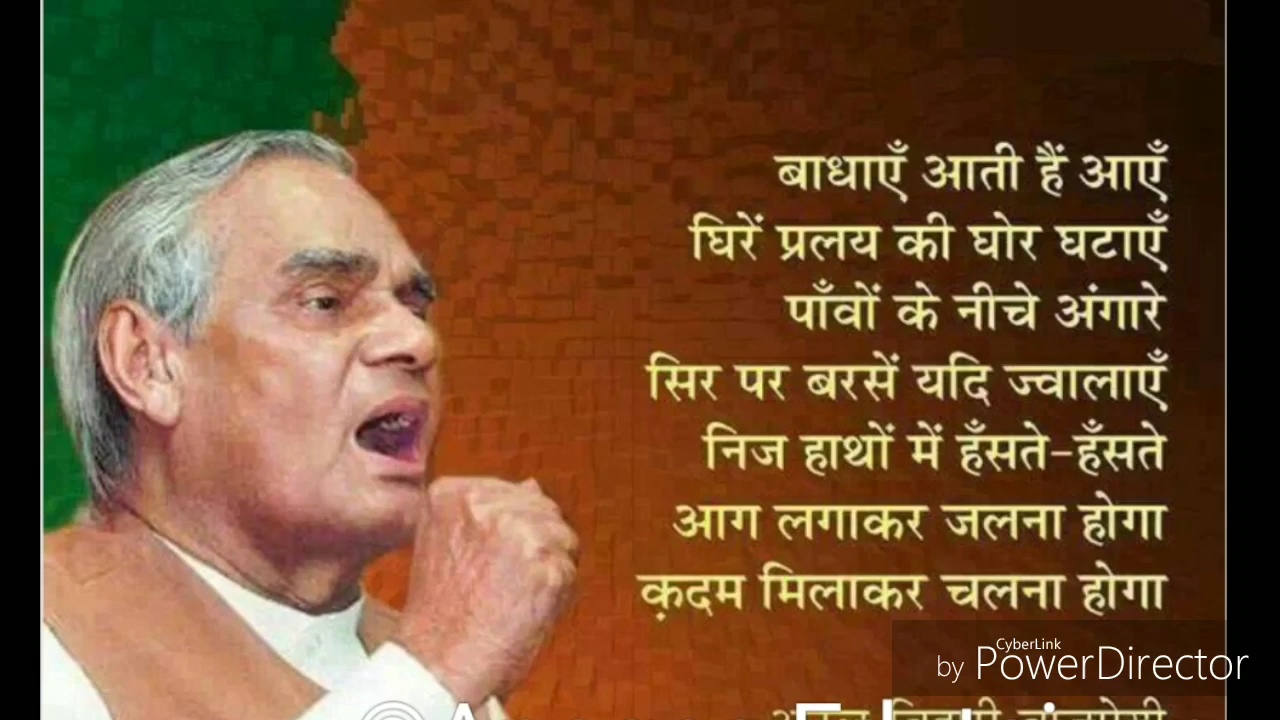 बाधाएँ आती हैं आएँ
घिरें प्रलय की घोर घटाएँ
पाँवों के नीचे अंगारे
सिर पर बरसें यदि ज्वालाएँ
निज हाथों में हँसते-हँसते
आग लगाकर जलना होगा
क़दम मिलाकर चलना होगा
CyberLink
by PowerDirector